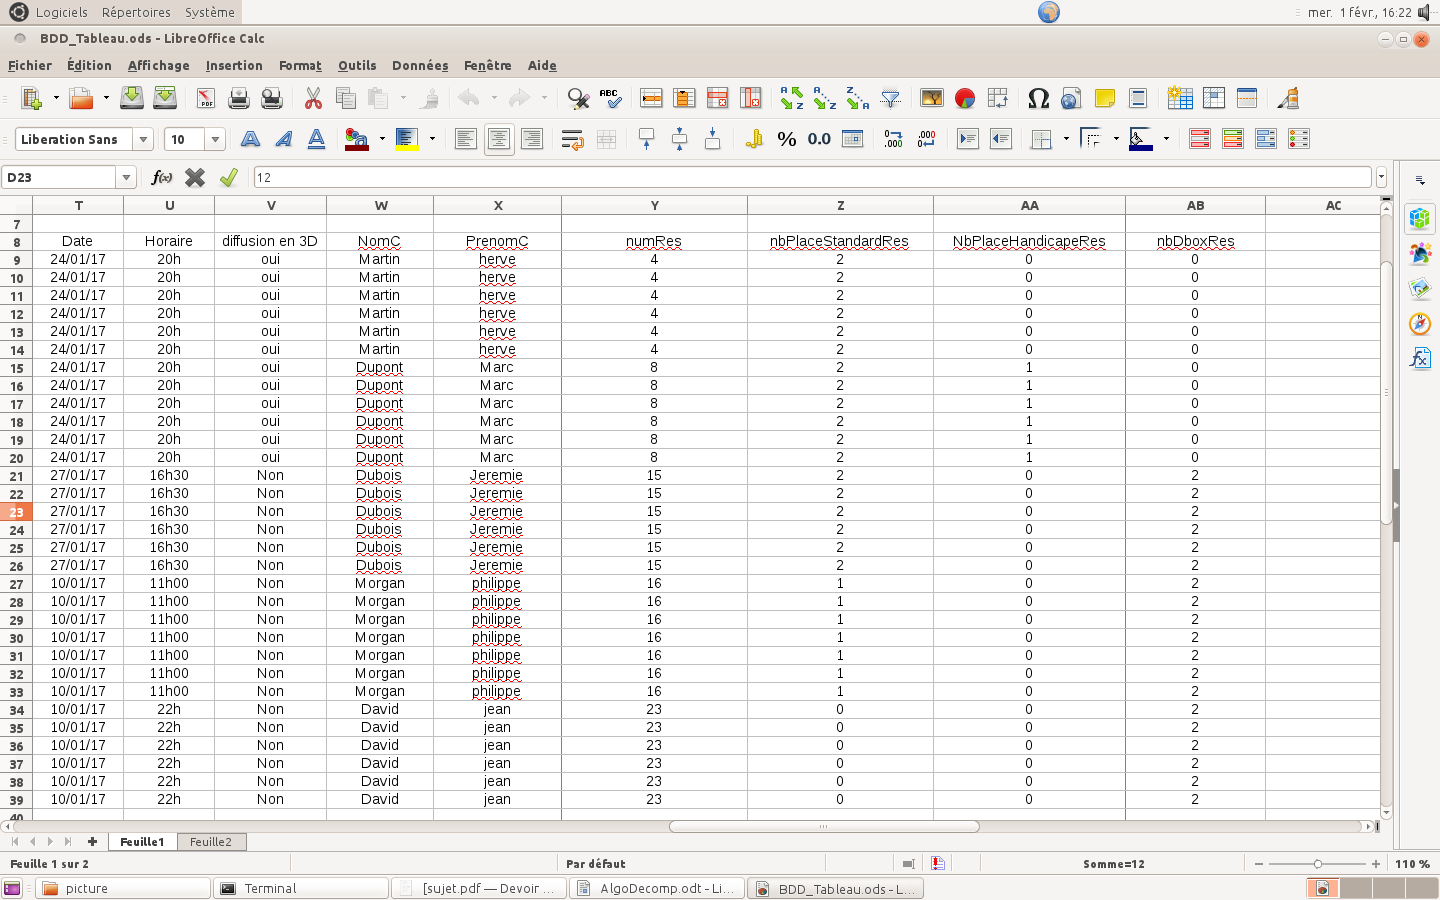 Logiciels Répertoires Système mer. 1 févr., 16:22
BDD_Tableau.ods - LibreOffice Calc
Fichier Édition Affichage Insertion Format Outils Données Fenêtre Aide
Liberation Sans 10 % 0.0
D23 f(x) 12
T U V W X Y Z AA AB AC
7
8 Date Horaire diffusion en 3D NomC PrenomC numRes nbPlaceStandardRes NbPlaceHandicapeRes nbDboxRes
9 24/01/17 20h oui Martin herve 4 2 0 0
10 24/01/17 20h oui Martin herve 4 2 0 0
11 24/01/17 20h oui Martin herve 4 2 0 0
12 24/01/17 20h oui Martin herve 4 2 0 0
13 24/01/17 20h oui Martin herve 4 2 0 0
14 24/01/17 20h oui Martin herve 4 2 0 0
15 24/01/17 20h oui Dupont Marc 8 2 1 0
16 24/01/17 20h oui Dupont Marc 8 2 1 0
17 24/01/17 20h oui Dupont Marc 8 2 1 0
18 24/01/17 20h oui Dupont Marc 8 2 1 0
19 24/01/17 20h oui Dupont Marc 8 2 1 0
20 24/01/17 20h oui Dupont Marc 8 2 1 0
21 27/01/17 16h30 Non Dubois Jeremie 15 2 0 2
22 27/01/17 16h30 Non Dubois Jeremie 15 2 0 2
23 27/01/17 16h30 Non Dubois Jeremie 15 2 0 2
24 27/01/17 16h30 Non Dubois Jeremie 15 2 0 2
25 27/01/17 16h30 Non Dubois Jeremie 15 2 0 2
26 27/01/17 16h30 Non Dubois Jeremie 15 2 0 2
27 10/01/17 11h00 Non Morgan philippe 16 1 0 2
28 10/01/17 11h00 Non Morgan philippe 16 1 0 2
29 10/01/17 11h00 Non Morgan philippe 16 1 0 2
30 10/01/17 11h00 Non Morgan philippe 16 1 0 2
31 10/01/17 11h00 Non Morgan philippe 16 1 0 2
32 10/01/17 11h00 Non Morgan philippe 16 1 0 2
33 10/01/17 11h00 Non Morgan philippe 16 1 0 2
34 10/01/17 22h Non David jean 23 0 0 2
35 10/01/17 22h Non David jean 23 0 0 2
36 10/01/17 22h Non David jean 23 0 0 2
37 10/01/17 22h Non David jean 23 0 0 2
38 10/01/17 22h Non David jean 23 0 0 2
39 10/01/17 22h Non David jean 23 0 0 2
40
Feuille1 Feuille2
Feuille 1 sur 2 Par défaut Somme=12 110 %
picture Terminal [sujet.pdf — Devoir ... AlgoDecomp.odt - Li... BDD_Tableau.ods - L...